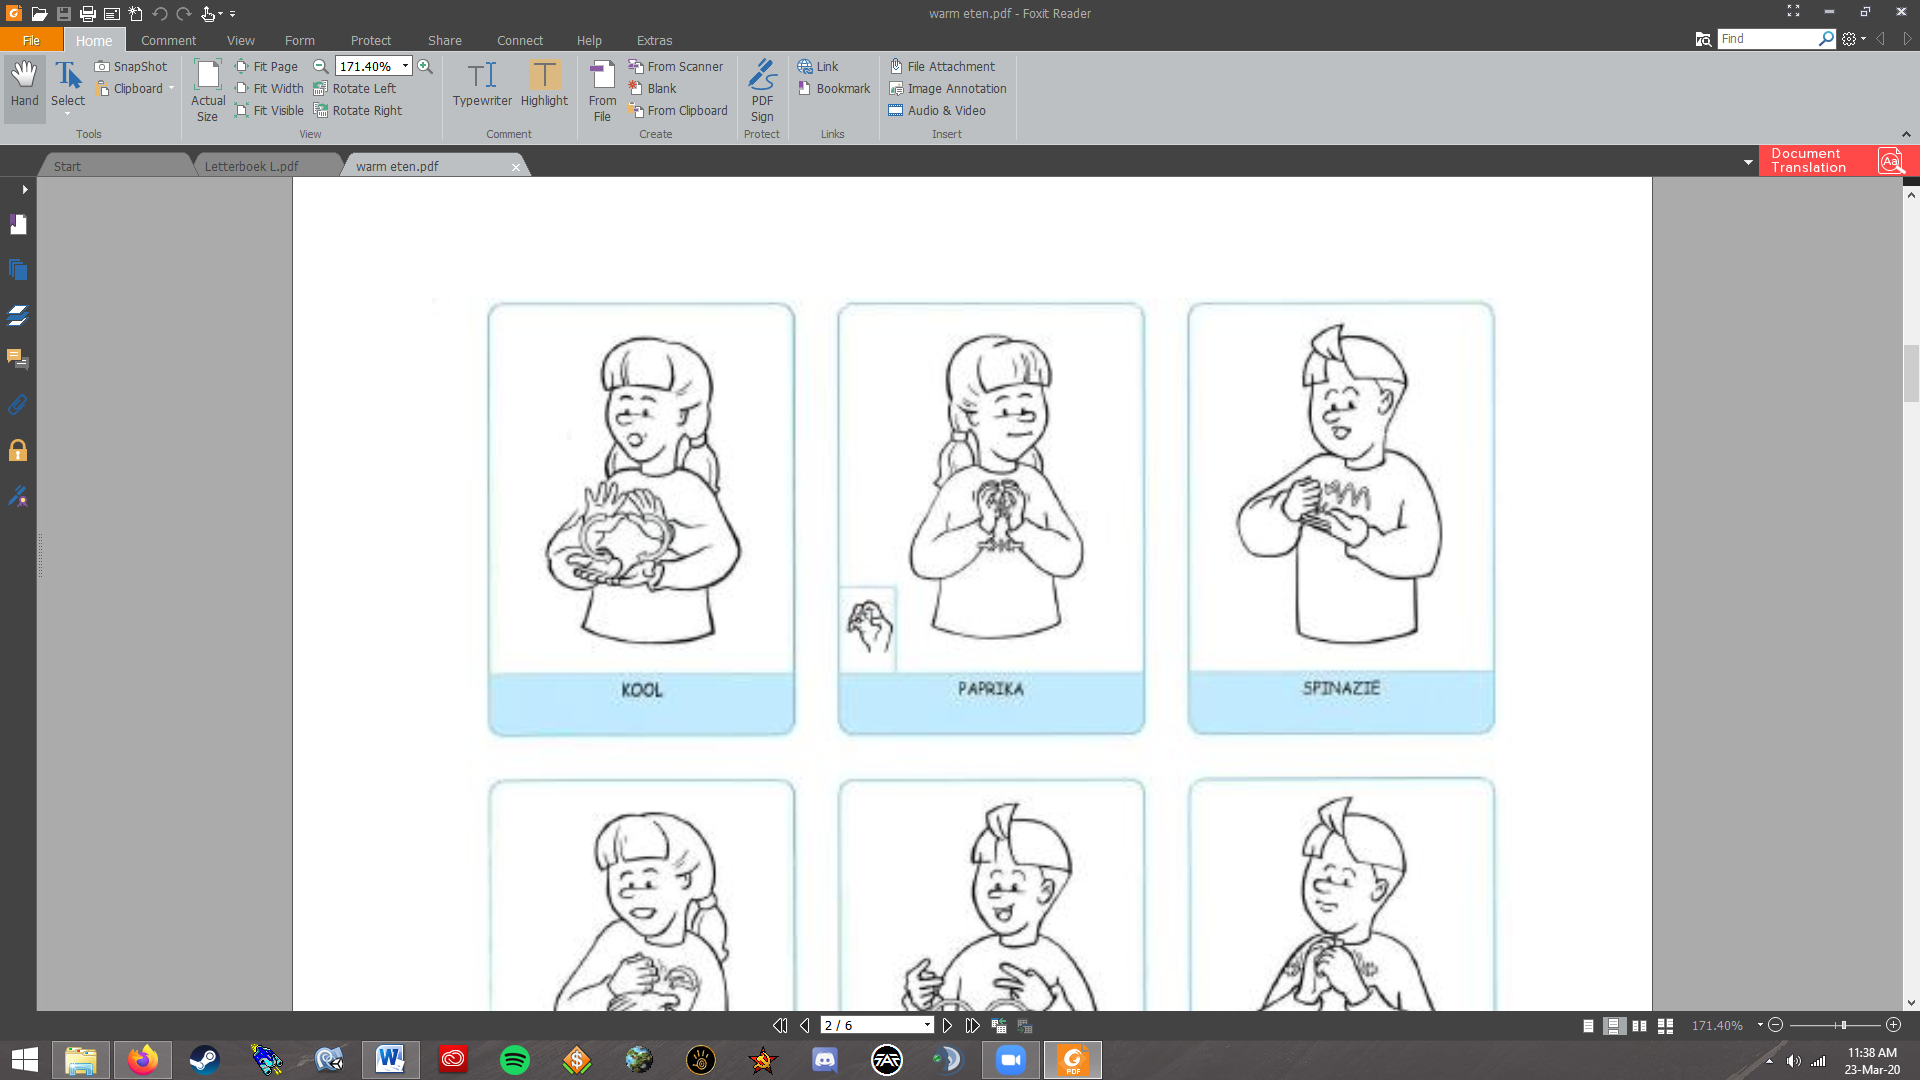 warm eten.pdf - Foxit Reader
File Home Comment View Form Protect Share Connect Help Extras
Find
Hand
Select
SnapShot
Clipboard
Tools
Actual Size
Fit Page
Fit Width
Fit Visible
171.40%
Rotate Left
Rotate Right
View
Typewriter
Highlight
Comment
From File
From Scanner
Blank
From Clipboard
Create
PDF Sign
Protect
Link
Bookmark
Links
File Attachment
Image Annotation
Audio & Video
Insert
Start
Letterboek L.pdf
warm eten.pdf
Document
Translation
KOOL
PAPRIKA
SPINAZIE
2 / 6
171.40%
11:38 AM
23-Mar-20